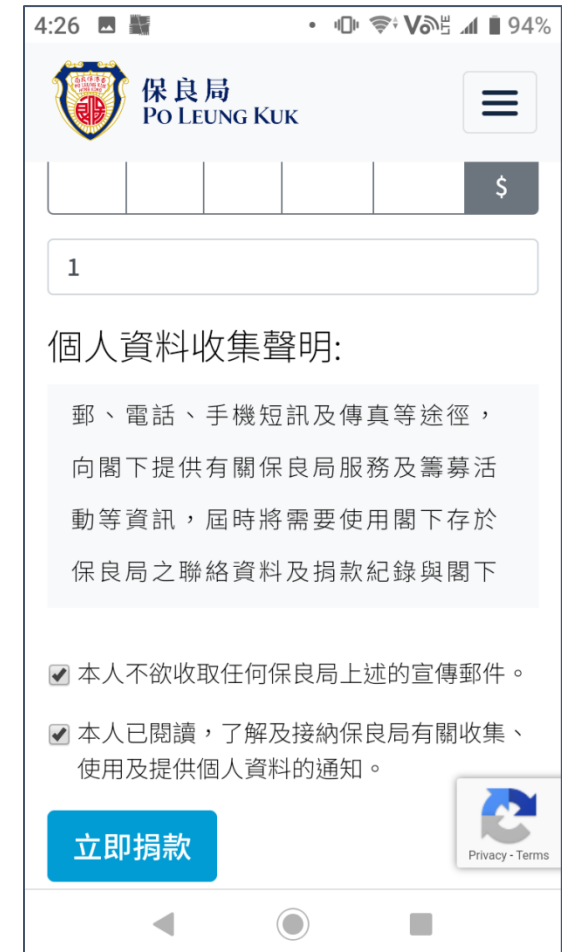 4:26
LTE
94%
保良局
PO LEUNG KUK
$
1
個人資料收集聲明:
郵、電話、手機短訊及傳真等途徑，
向閣下提供有關保良局服務及籌募活
動等資訊，屆時將需要使用閣下存於
保良局之聯絡資料及捐款紀錄與閣下
本人不欲收取任何保良局上述的宣傳郵件。
本人已閱讀，了解及接納保良局有關收集、
使用及提供個人資料的通知。
立即捐款
Privacy - Terms